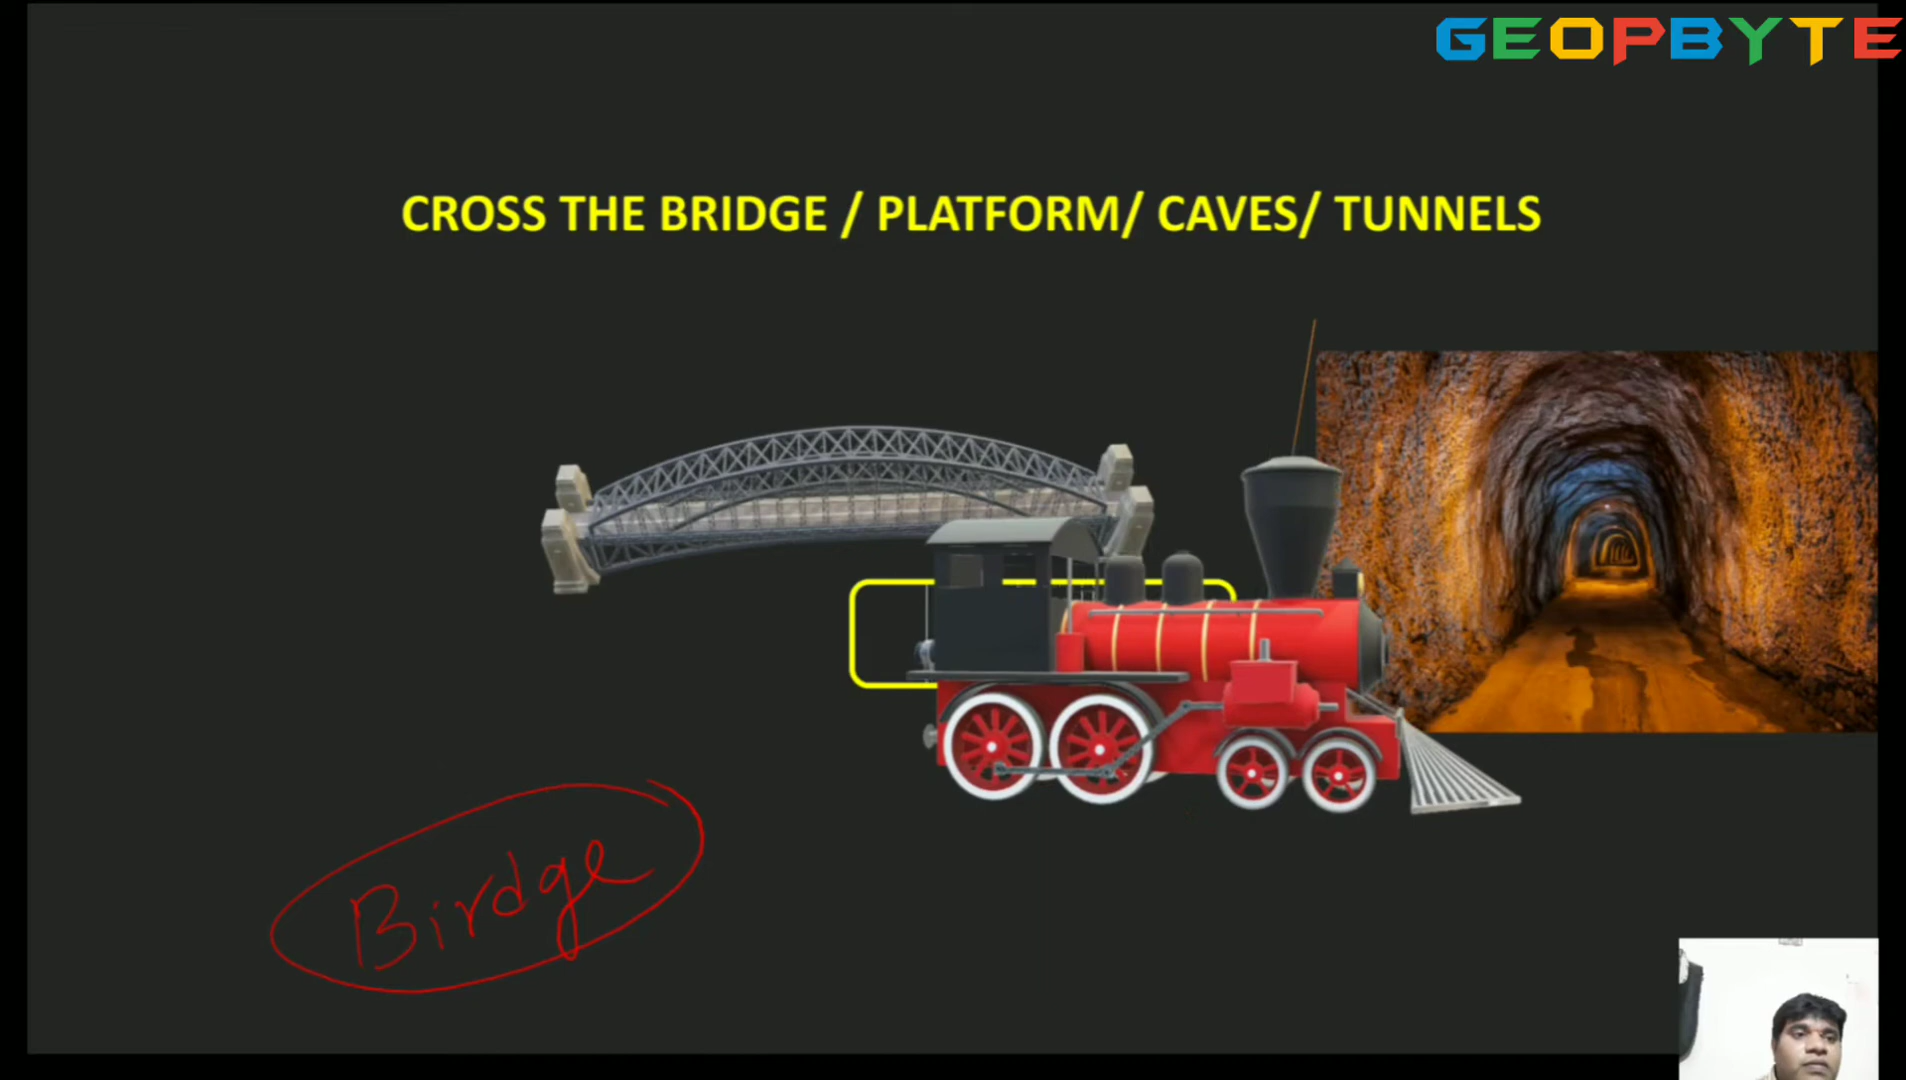 GEOPBYTE
CROSS THE BRIDGE / PLATFORM/ CAVES/ TUNNELS
Birdge